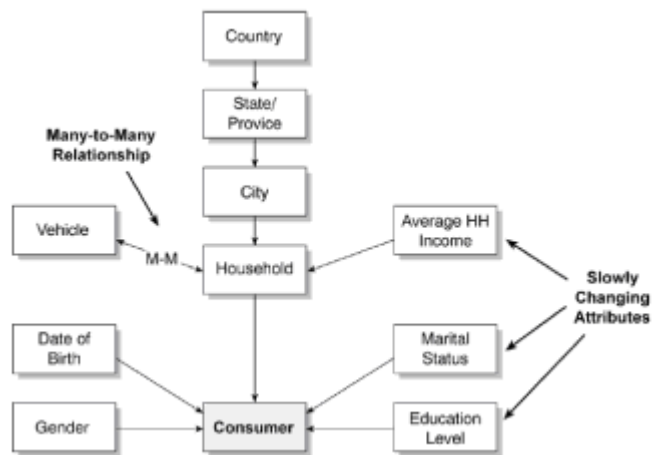 Country
State/
Provice
Many-to-Many
Relationship
City
Vehicle
M-M
Household
Average HH
Income
Slowly
Changing
Attributes
Date of
Birth
Marital
Status
Gender
Consumer
Education
Level